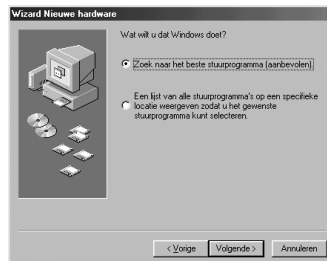 Wizard Nieuwe hardware
Wat wilt u dat Windows doet?
Zoek naar het beste stuurprogramma (aanbevolen).
Een lijst van alle stuurprogramma's op een specifieke
locatie weergeven zodat u het gewenste
stuurprogramma kunt selecteren.
< Vorige
Volgende >
Annuleren